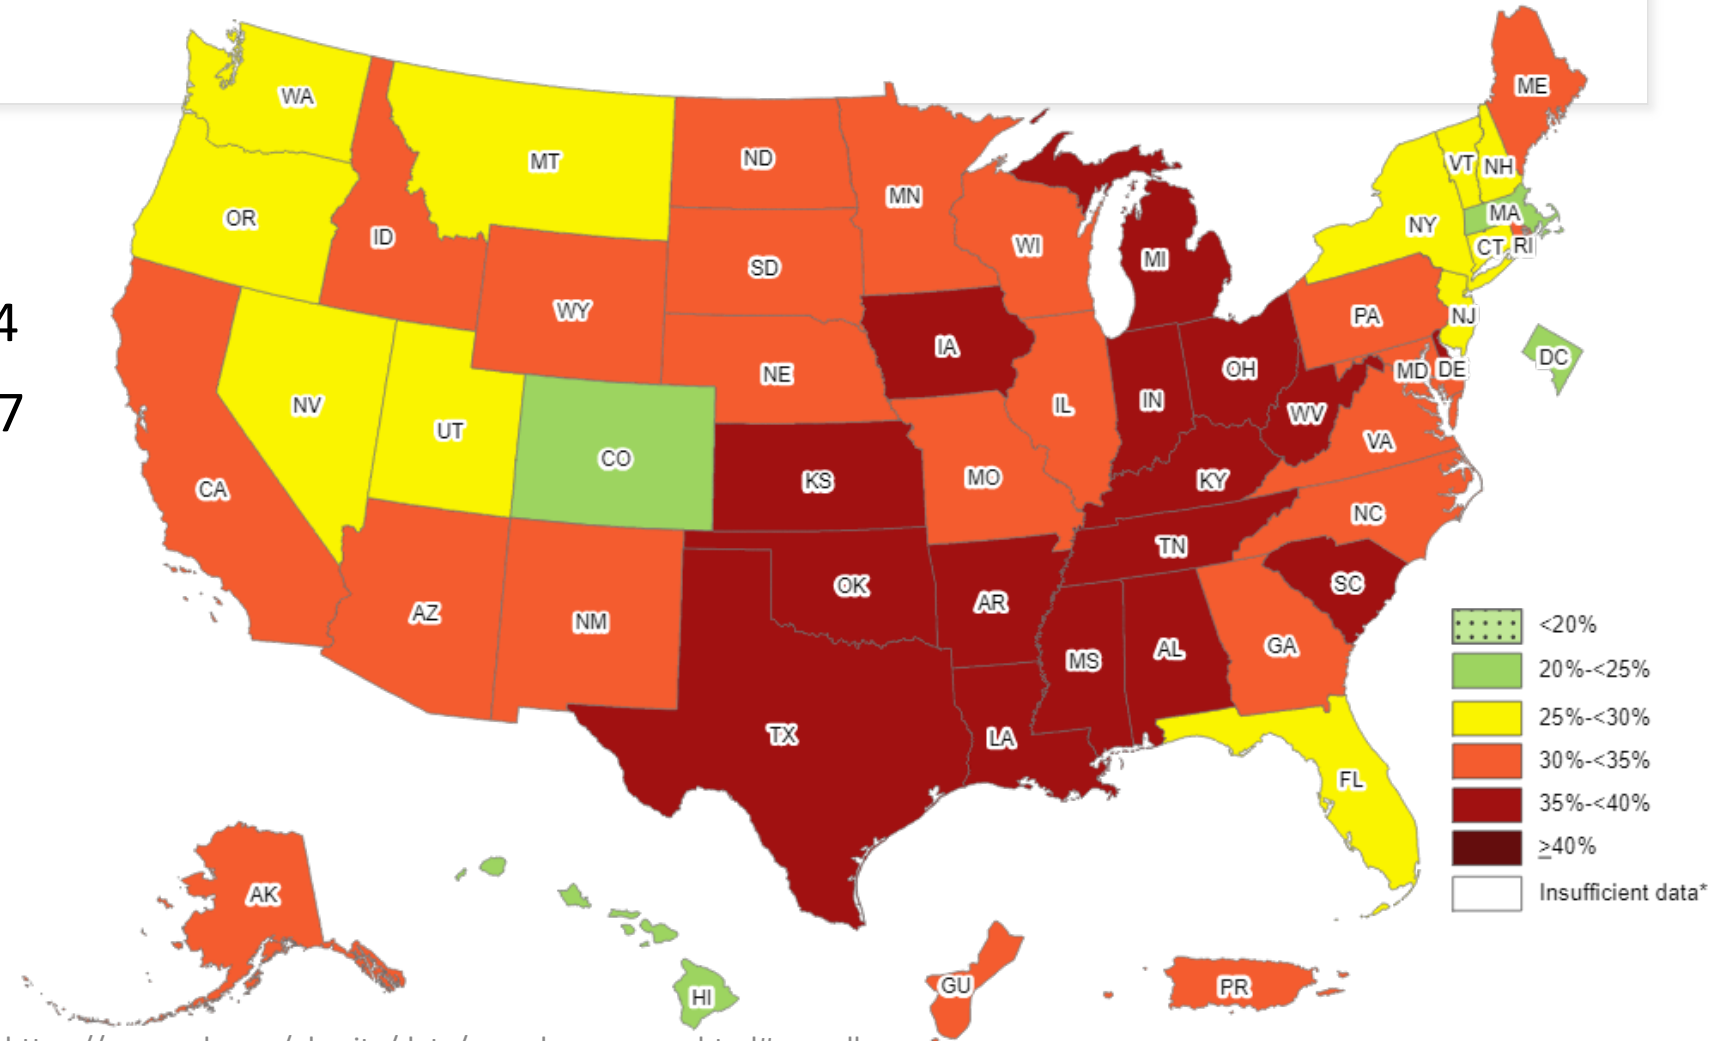 WA
MT
ND
MN
ME
VT
NH
OR
ID
SD
WI
MI
NY
MA
CT
RI
WY
4
IA
PA
NJ
NE
OH
MD
DE
DC
NV
UT
IL
IN
WV
7
CO
KS
MO
KY
VA
CA
NC
TN
OK
AR
SC
AZ
NM
MS
AL
GA
TX
LA
FL
AK
HI
GU
PR
<20%
20%-<25%
25%-<30%
30%-<35%
35%-<40%
≥40%
Insufficient data*